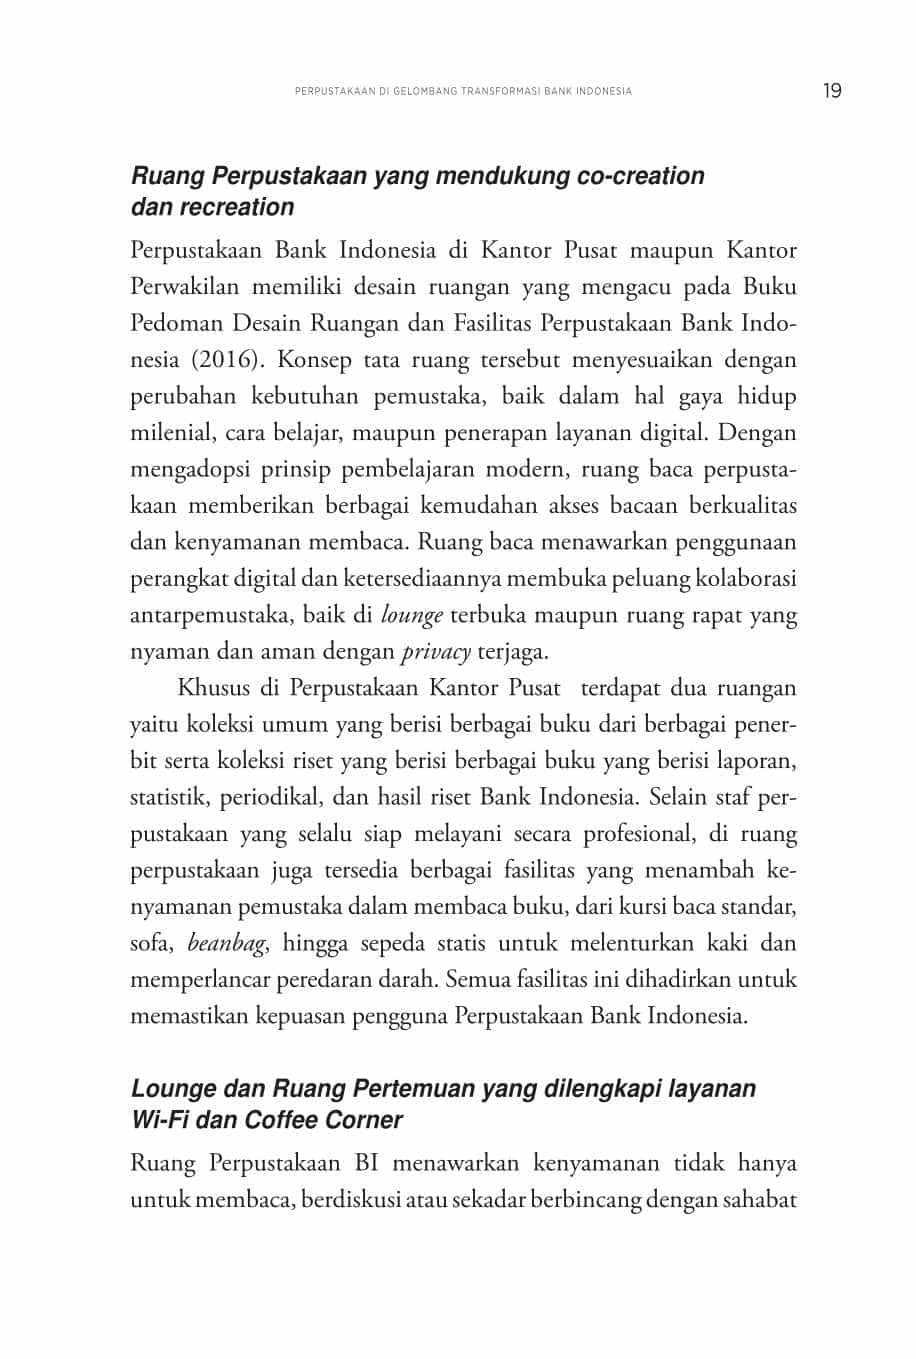 PERPUSTAKAAN DI GELOMBANG TRANSFORMASI BANK INDONESIA 19
Ruang Perpustakaan yang mendukung co-creation
dan recreation
Perpustakaan Bank Indonesia di Kantor Pusat maupun Kantor
Perwakilan memiliki desain ruangan yang mengacu pada Buku
Pedoman Desain Ruangan dan Fasilitas Perpustakaan Bank Indo-
nesia (2016). Konsep tata ruang tersebut menyesuaikan dengan
perubahan kebutuhan pemustaka, baik dalam hal gaya hidup
milenial, cara belajar, maupun penerapan layanan digital. Dengan
mengadopsi prinsip pembelajaran modern, ruang baca perpusta-
kaan memberikan berbagai kemudahan akses bacaan berkualitas
dan kenyamanan membaca. Ruang baca menawarkan penggunaan
perangkat digital dan ketersediaannya membuka peluang kolaborasi
antarpemustaka, baik di lounge terbuka maupun ruang rapat yang
nyaman dan aman dengan privacy terjaga.
Khusus di Perpustakaan Kantor Pusat terdapat dua ruangan
yaitu koleksi umum yang berisi berbagai buku dari berbagai pener-
bit serta koleksi riset yang berisi berbagai buku yang berisi laporan,
statistik, periodikal, dan hasil riset Bank Indonesia. Selain staf per-
pustakaan yang selalu siap melayani secara profesional, di ruang
perpustakaan juga tersedia berbagai fasilitas yang menambah ke-
nyamanan pemustaka dalam membaca buku, dari kursi baca standar,
sofa, beanbag, hingga sepeda statis untuk melenturkan kaki dan
memperlancar peredaran darah. Semua fasilitas ini dihadirkan untuk
memastikan kepuasan pengguna Perpustakaan Bank Indonesia.
Lounge dan Ruang Pertemuan yang dilengkapi layanan
Wi-Fi dan Coffee Corner
Ruang Perpustakaan BI menawarkan kenyamanan tidak hanya
untuk membaca, berdiskusi atau sekadar berbincang dengan sahabat